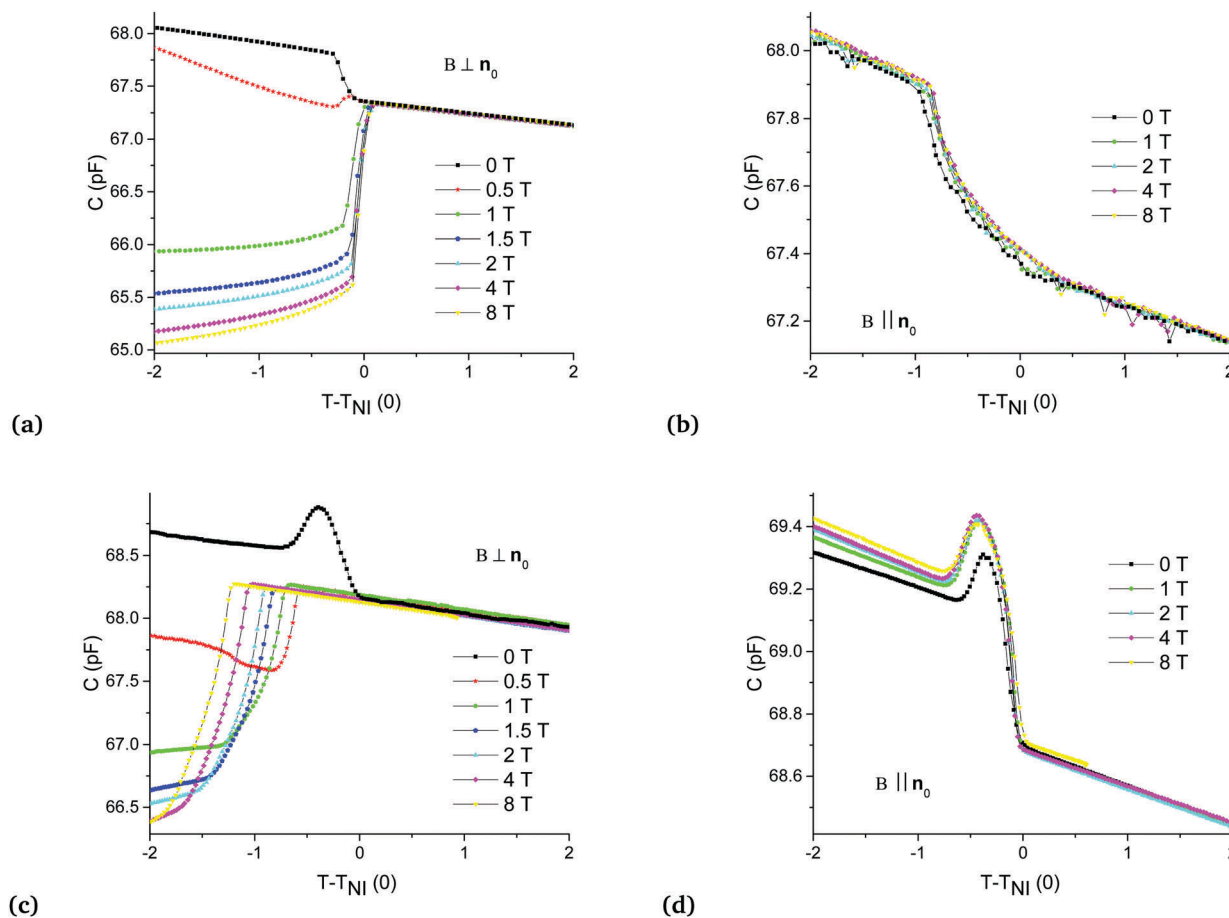 68.0
67.5
67.0
66.5
66.0
65.5
65.0
C (pF)
B ⊥ n0
0 T
0.5 T
1 T
1.5 T
2 T
4 T
8 T
-2 -1 0 1 2
T-TNI (0)
(a)
68.0
67.8
67.6
67.4
67.2
C (pF)
0 T
1 T
2 T
4 T
8 T
B || n0
-2 -1 0 1 2
T-TNI (0)
(b)
68.5
68.0
67.5
67.0
66.5
C (pF)
B ⊥ n0
0 T
0.5 T
1 T
1.5 T
2 T
4 T
8 T
-2 -1 0 1 2
T-TNI (0)
(c)
69.4
69.2
69.0
68.8
68.6
C (pF)
0 T
1 T
2 T
4 T
8 T
B || n0
-2 -1 0 1 2
T-TNI (0)
(d)